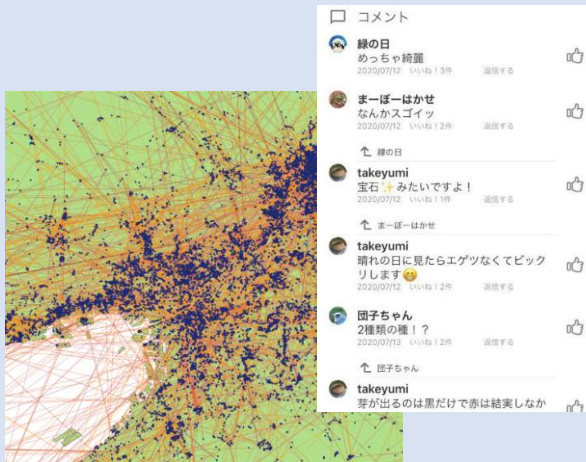 コメント
緑の日
めっちゃ綺麗
2020/07/12 いいね！3件 返信する
まーぼーはかせ
なんかスゴイッ
2020/07/12 いいね！2件 返信する
緑の日
takeyumi
宝石✨みたいですよ！
2020/07/12 いいね！1件 返信する
まーぼーはかせ
takeyumi
晴れの日に見たらエゲツなくてビック
リします😁
2020/07/12 いいね！2件 返信する
団子ちゃん
2種類の種！？
2020/07/13 いいね！2件 返信する
団子ちゃん
takeyumi
芽が出るのは黒だけで赤は結実しなか